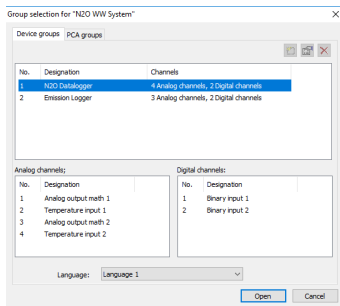 Group selection for "N2O WW System"
Device groups PCA groups
No. Designation Channels
1 N2O Datalogger 4 Analog channels, 2 Digital channels
2 Emission Logger 3 Analog channels, 2 Digital channels
Analog channels; Digital channels:
No. Designation No. Designation
1 Analog output math 1 1 Binary input 1
2 Temperature input 1 2 Binary input 2
3 Analog output math 2
4 Temperature input 2
Language: Language 1
Open Cancel